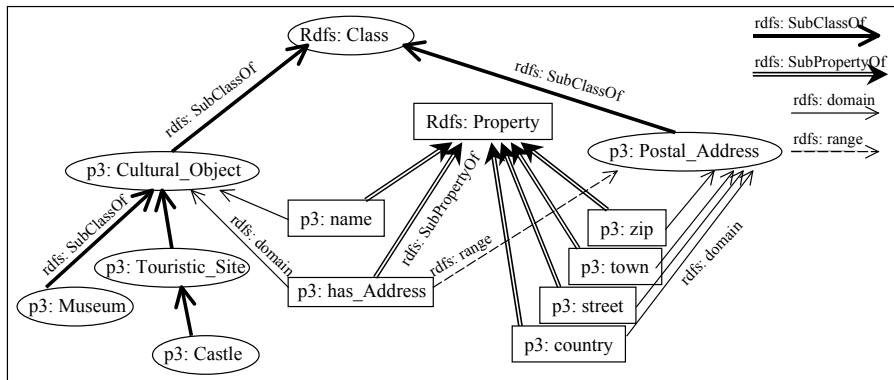 Rdfs: Class
rdfs: SubClassOf
rdfs: SubPropertyOf
rdfs: domain
rdfs: range
rdfs: SubClassOf
rdfs: SubClassOf
Rdfs: Property
p3: Cultural_Object
p3: Postal_Address
rdfs: SubClassOf
rdfs: SubPropertyOf
p3: name
p3: zip
rdfs: domain
rdfs: range
rdfs: domain
p3: Touristic_Site
p3: town
p3: has_Address
p3: Museum
p3: street
p3: country
p3: Castle